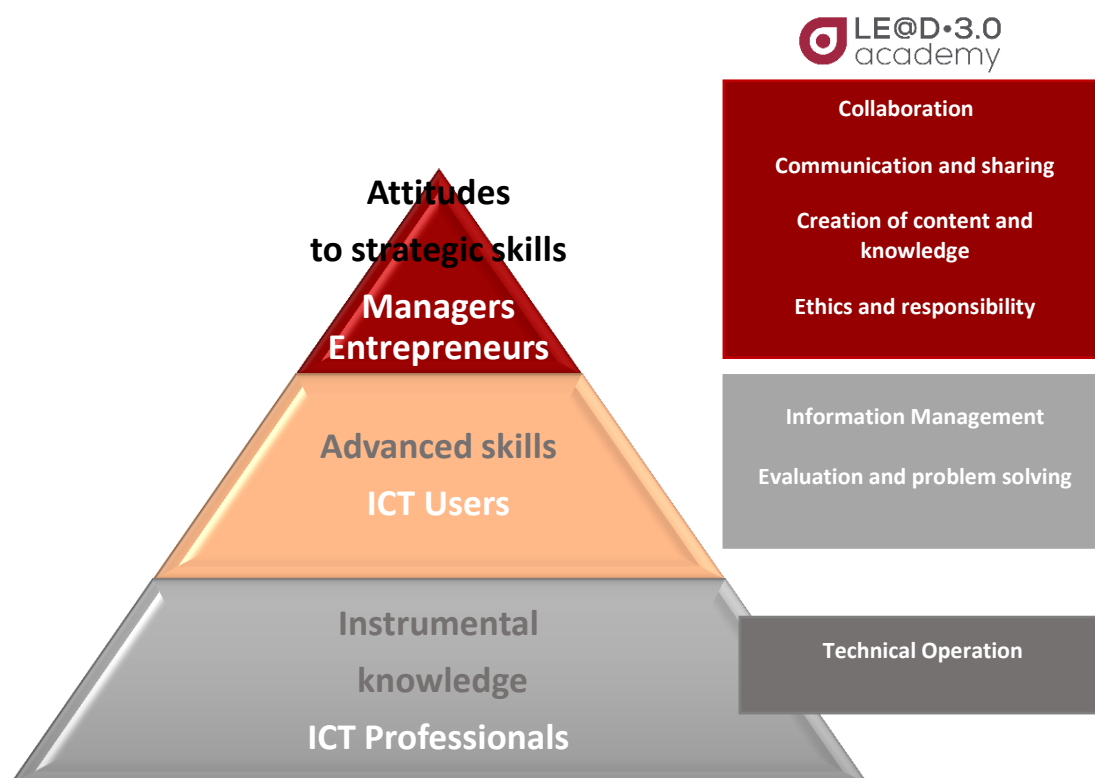 LE@D•3.0
academy
Collaboration
Communication and sharing
Creation of content and
knowledge
Ethics and responsibility
Attitudes
to strategic skills
Managers
Entrepreneurs
Information Management
Evaluation and problem solving
Advanced skills
ICT Users
Technical Operation
Instrumental
knowledge
ICT Professionals